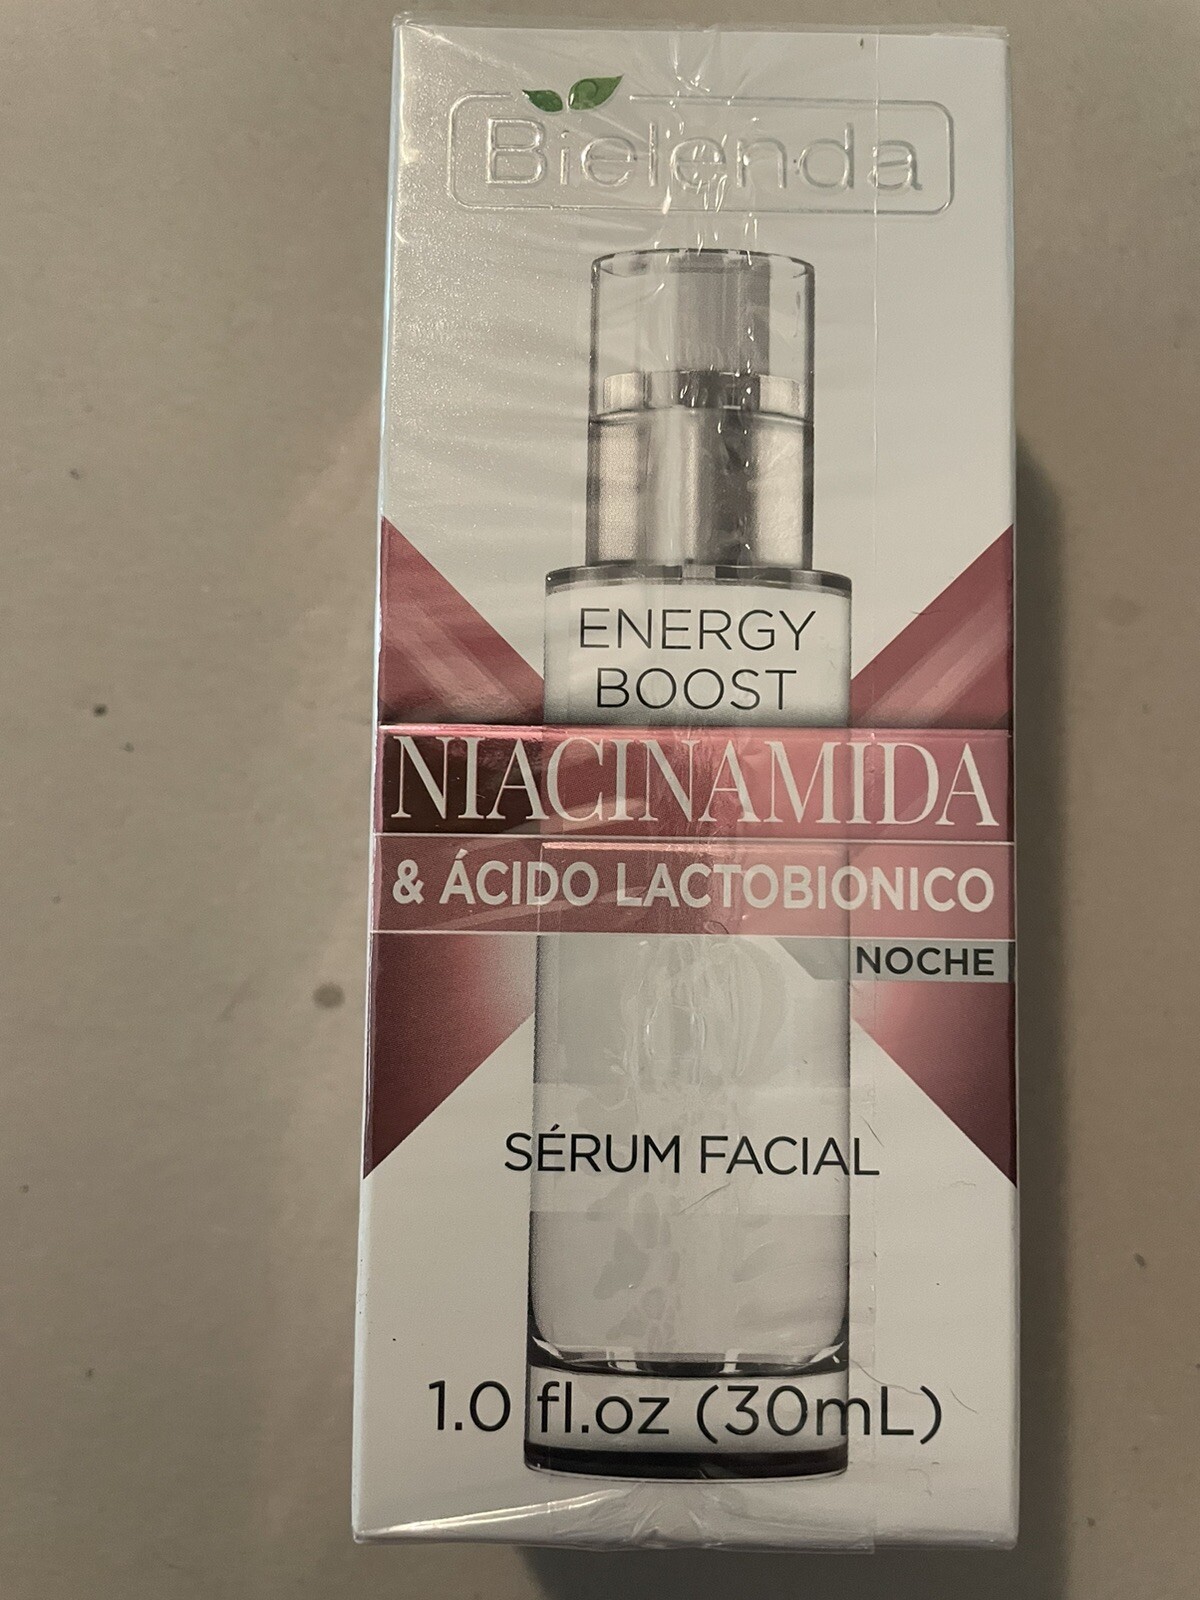 Bielenda
ENERGY
BOOST
NIACINAMIDA
& ÁCIDO LACTOBIONICO
NOCHE
SÉRUM FACIAL
1.0 fl.oz (30mL)